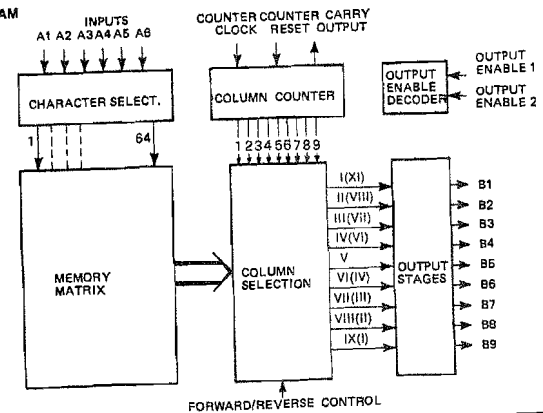 AM
INPUTS
A1 A2 A3 A4 A5 A6
COUNTER COUNTER CARRY
CLOCK RESET OUTPUT
CHARACTER SELECT.
COLUMN COUNTER
OUTPUT
ENABLE
DECODER
OUTPUT
ENABLE 1
OUTPUT
ENABLE 2
1 64
1 2 3 4 5 6 7 8 9
MEMORY
MATRIX
COLUMN
SELECTION
I(XI)
II(VIII)
III(VII)
IV(VI)
V
VI(IV)
VII(III)
VIII(II)
IX(I)
OUTPUT
STAGES
B1
B2
B3
B4
B5
B6
B7
B8
B9
FORWARD/REVERSE CONTROL